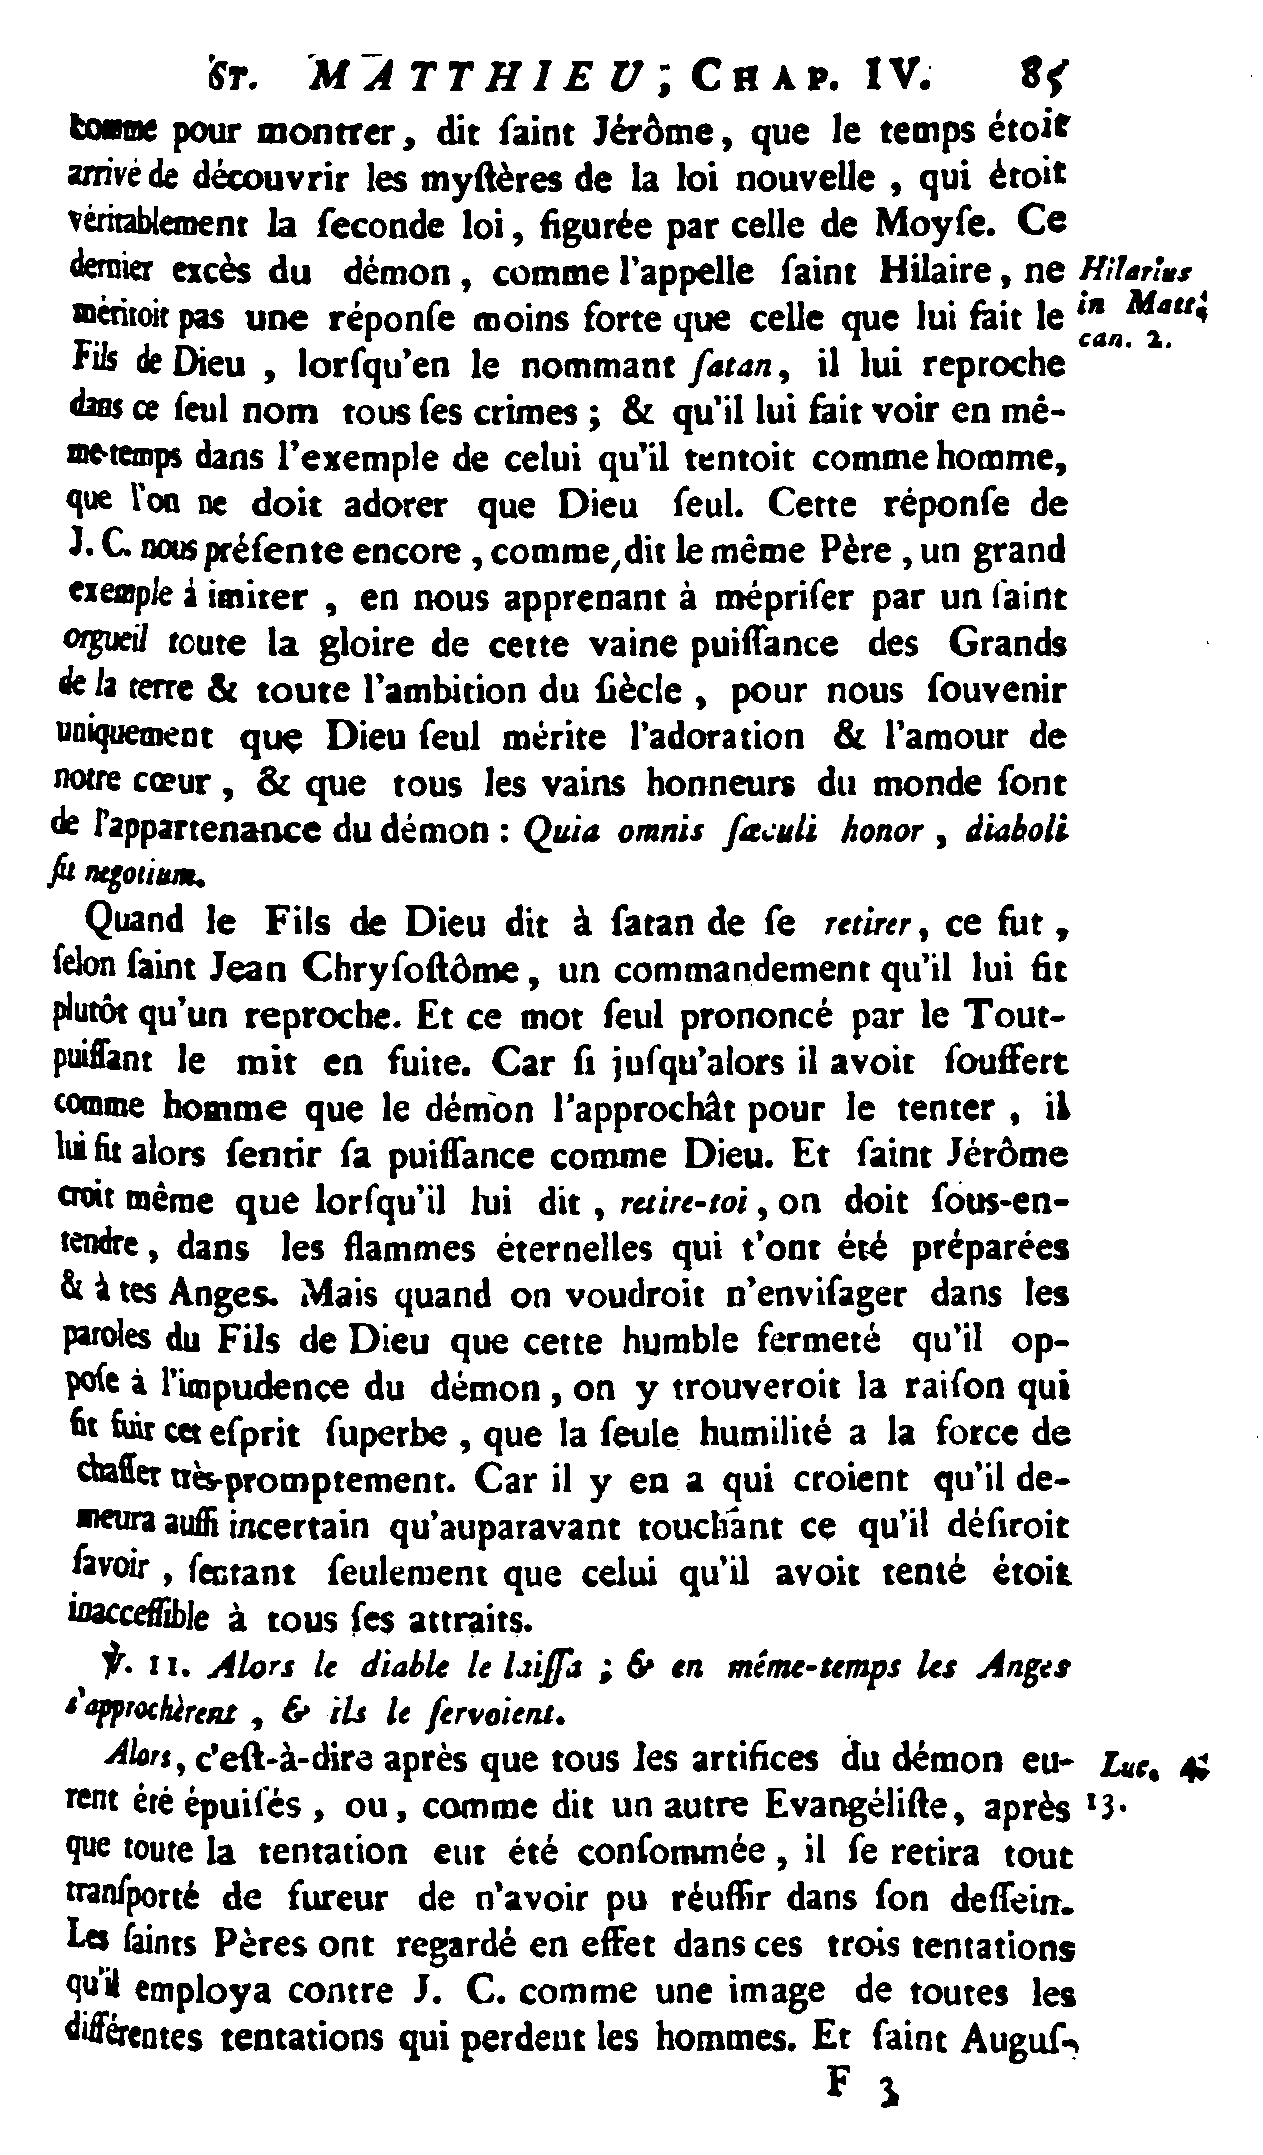 ST. MATTHIEU, CHAP. IV. 85
comme pour montrer, dit ſaint Jérôme, que le temps étoit
arrivé de découvrir les myſtères de la loi nouvelle, qui étoit
véritablement la ſeconde loi, figurée par celle de Moyſe. Ce
dernier excès du démon, comme l'appelle ſaint Hilaire, ne
méritoit pas une réponſe moins forte que celle que lui fait le
Fils de Dieu, lorſqu'en le nommant ſatan, il lui reproche
dans ce ſeul nom tous ſes crimes; & qu'il lui fait voir en mê-
me-temps dans l'exemple de celui qu'il tentoit comme homme,
que l'on ne doit adorer que Dieu ſeul. Cette réponſe de
J. C. nous préſente encore, comme dit le même Père, un grand
exemple à imiter, en nous apprenant à mépriſer par un ſaint
orgueil toute la gloire de cette vaine puiſſance des Grands
de la terre & toute l'ambition du ſiècle, pour nous ſouvenir
uniquement que Dieu ſeul mérite l'adoration & l'amour de
notre cœur, & que tous les vains honneurs du monde ſont
de l'appartenance du démon : Quia omnis ſæculi honor, diaboli
ſit negotium.
Hilarius
in Matt.
can. 2.
Quand le Fils de Dieu dit à ſatan de ſe retirer, ce fut,
ſelon ſaint Jean Chryſoſtôme, un commandement qu'il lui fit
plutôt qu'un reproche. Et ce mot ſeul prononcé par le Tout-
puiſſant le mit en fuite. Car ſi juſqu'alors il avoit ſouffert
comme homme que le démon l'approchât pour le tenter, il
lui fit alors ſentir ſa puiſſance comme Dieu. Et ſaint Jérôme
croit même que lorſqu'il lui dit, retire-toi, on doit ſous-en-
tendre, dans les flammes éternelles qui t'ont été préparées
& à tes Anges. Mais quand on voudroit n'enviſager dans les
paroles du Fils de Dieu que cette humble fermeté qu'il op-
poſe à l'impudence du démon, on y trouveroit la raiſon qui
fit fuir cet eſprit ſuperbe, que la ſeule humilité a la force de
chaſſer très-promptement. Car il y en a qui croient qu'il de-
meura auſſi incertain qu'auparavant touchant ce qu'il déſiroit
ſavoir, ſentant ſeulement que celui qu'il avoit tenté étoit
inacceſſible à tous ſes attraits.
℣. 11. Alors le diable le laiſſa ; & en même-temps les Anges
s'approchèrent, & ils le ſervoient.
Alors, c'eſt-à-dire après que tous les artifices du démon eu-
rent été épuiſés, ou, comme dit un autre Evangéliſte, après
que toute la tentation eut été conſommée, il ſe retira tout
tranſporté de fureur de n'avoir pu réuſſir dans ſon deſſein.
Les ſaints Pères ont regardé en effet dans ces trois tentations
qu'il employa contre J. C. comme une image de toutes les
différentes tentations qui perdent les hommes. Et ſaint Auguſ-
Luc. 4.
13.
F 3